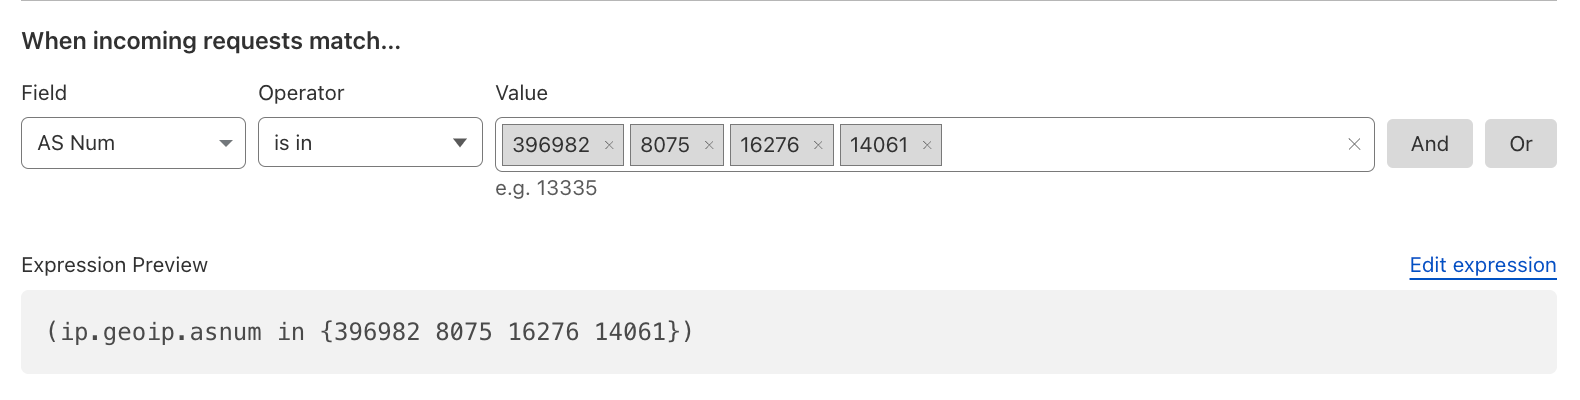 When incoming requests match...
Field Operator Value
AS Num is in 396982 × 8075 × 16276 × 14061 × × And Or
e.g. 13335
Expression Preview Edit expression
(ip.geoip.asnum in {396982 8075 16276 14061})